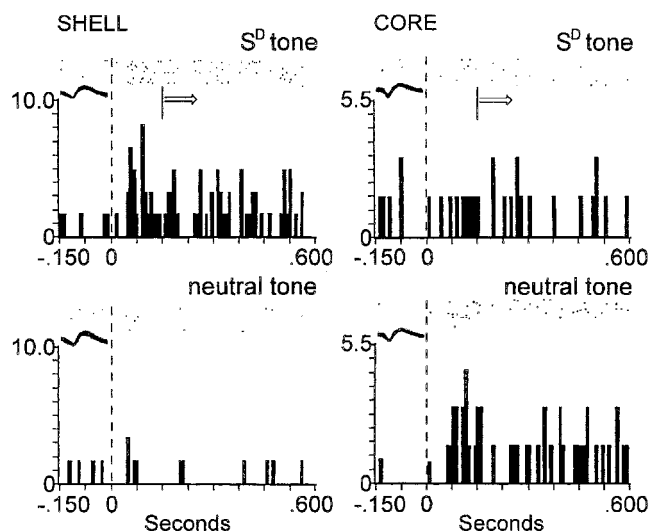 SHELL
S^D tone
10.0
0
-.150 0 .600
CORE
S^D tone
5.5
0
-.150 0 .600
neutral tone
10.0
0
-.150 0 .600
Seconds
neutral tone
5.5
0
-.150 0 .600
Seconds